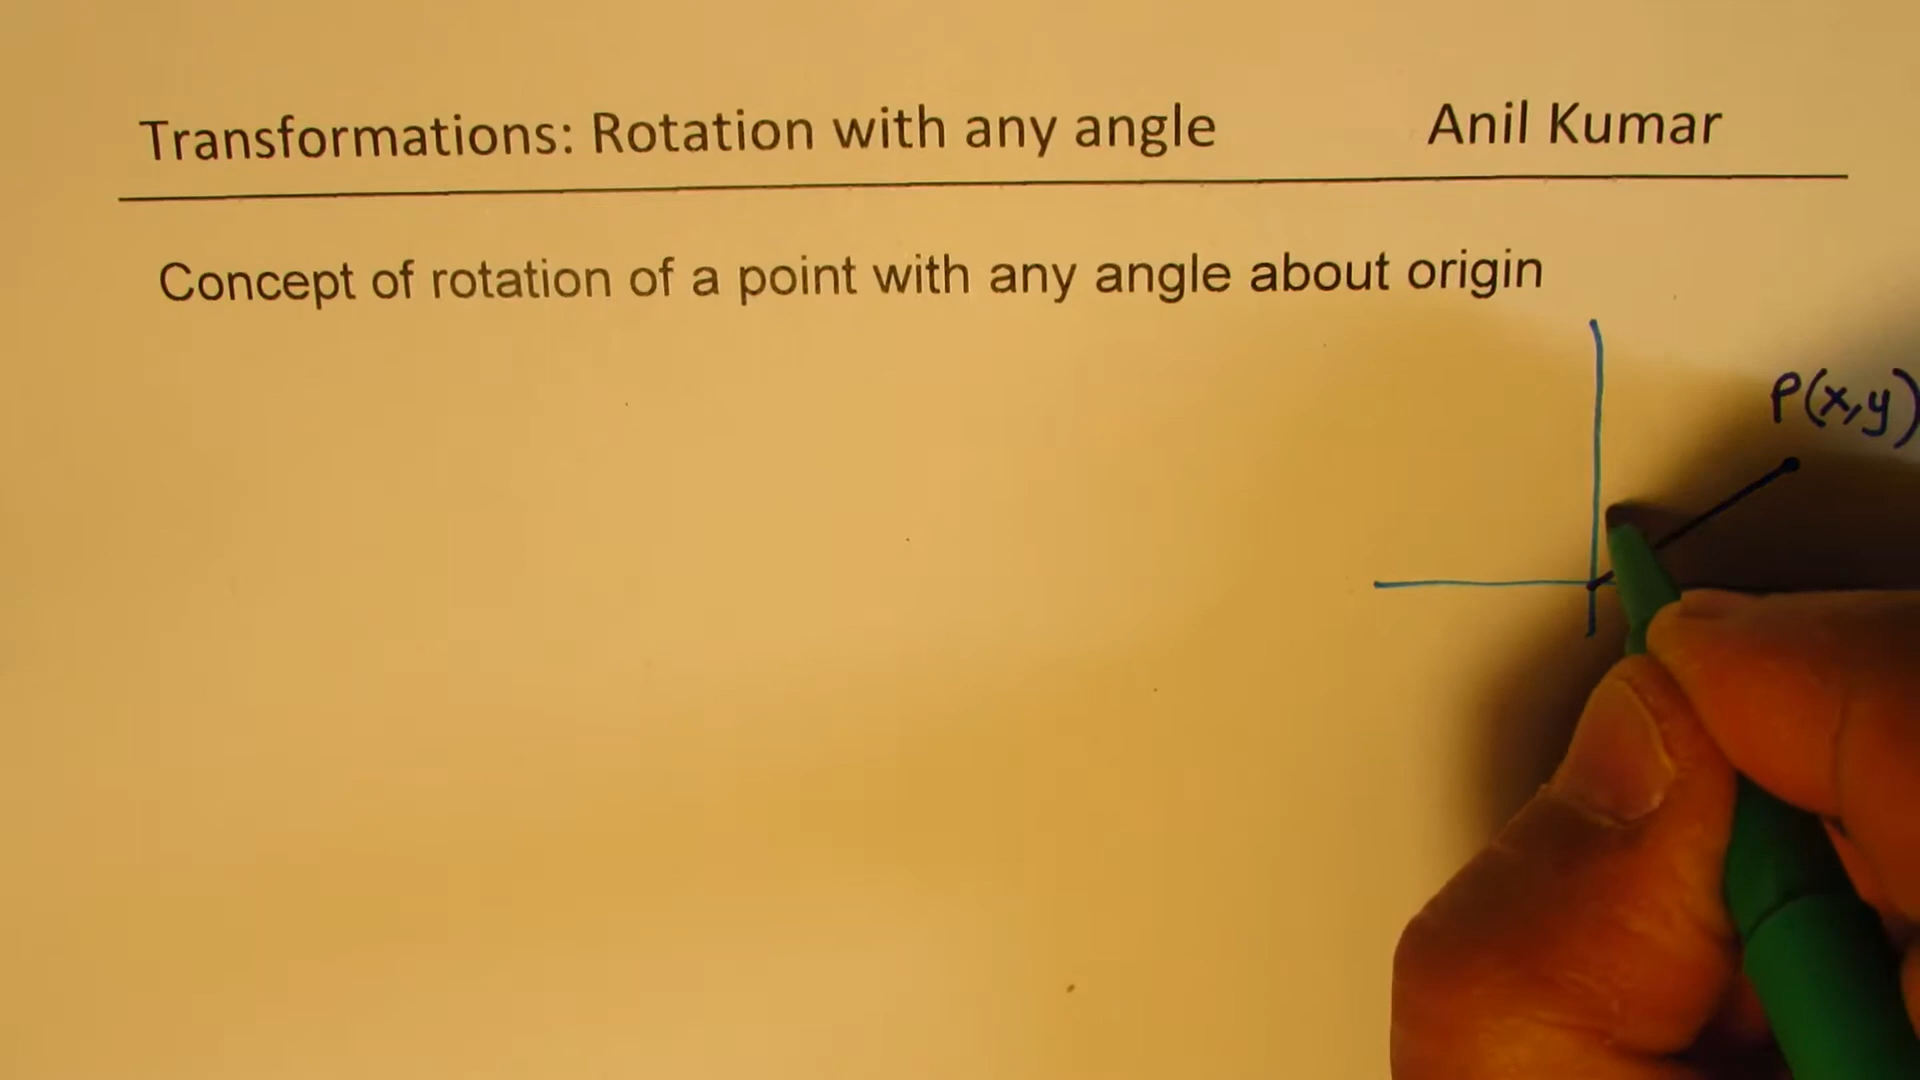 Transformations: Rotation with any angle Anil Kumar
Concept of rotation of a point with any angle about origin
P(x,y)